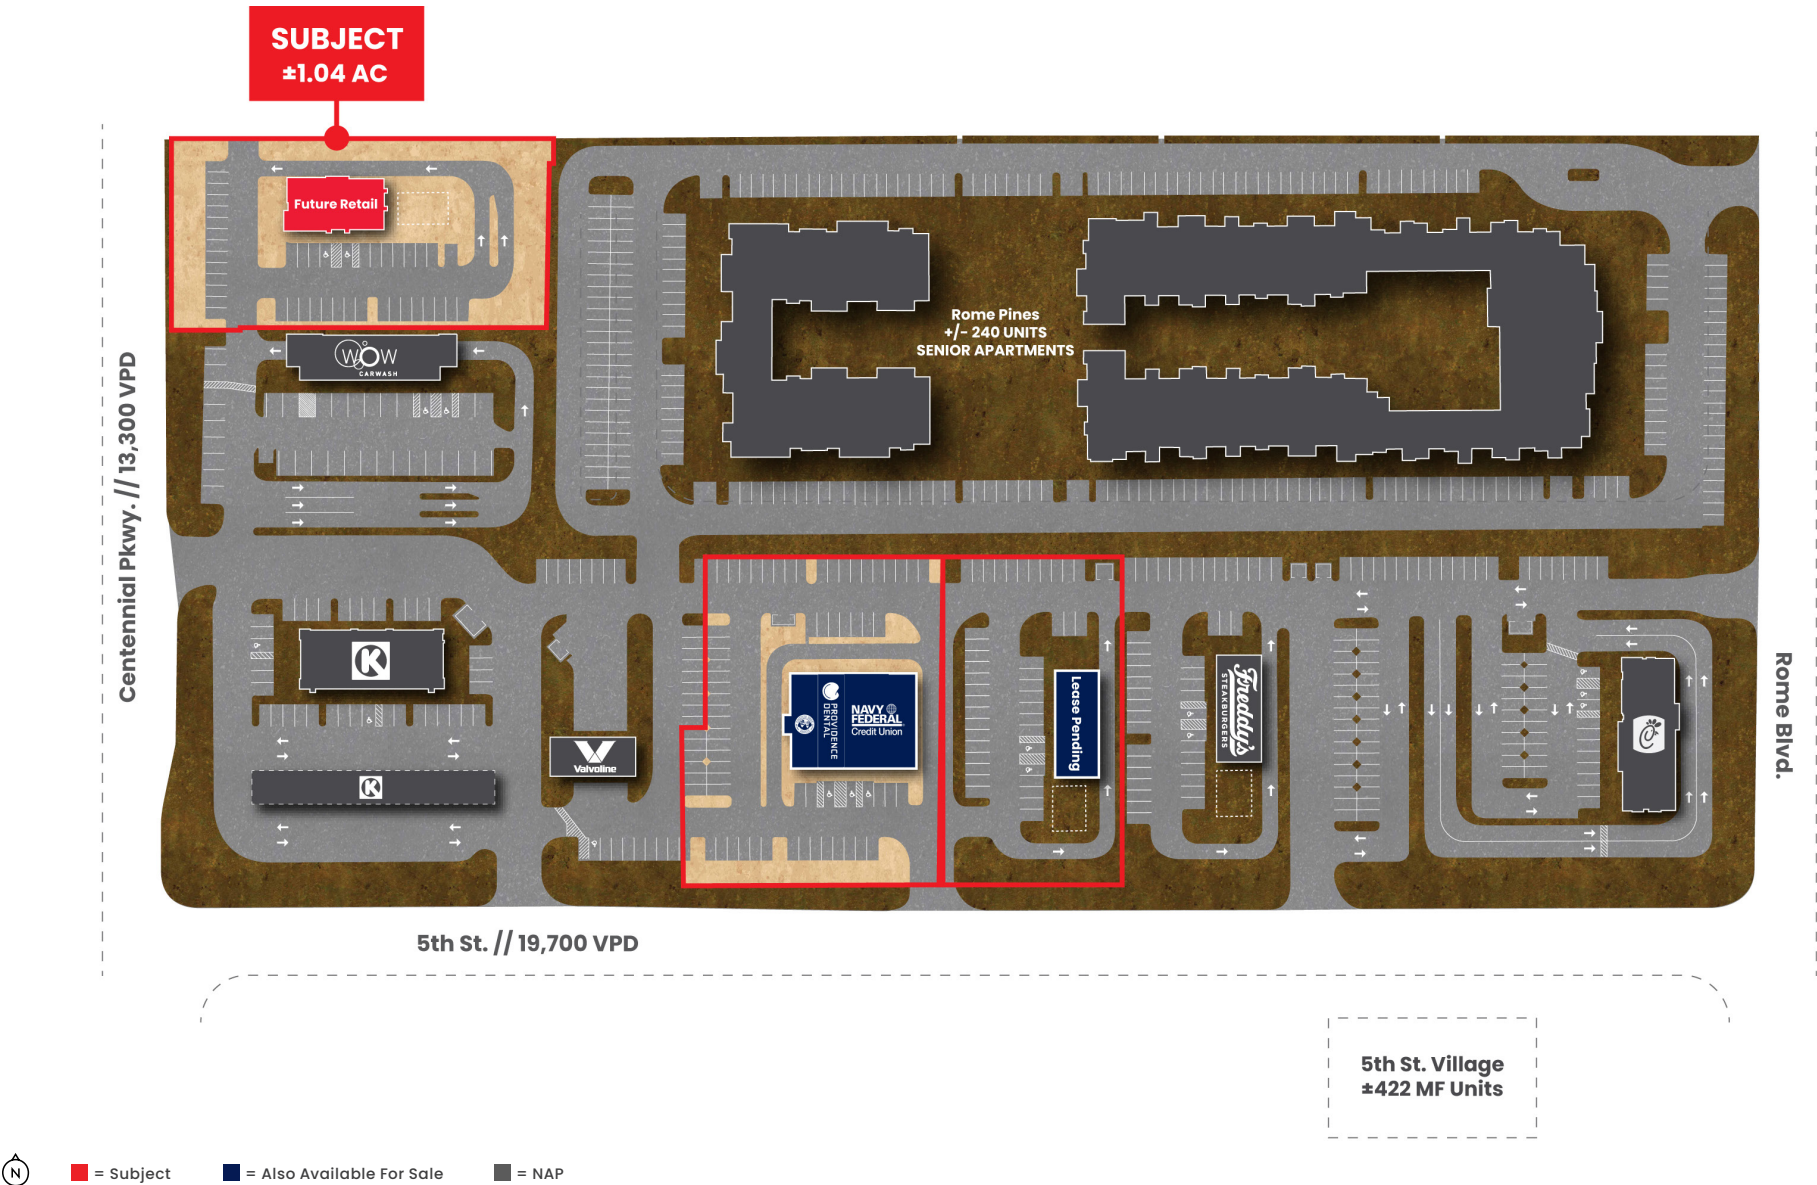 SUBJECT
±1.04 AC
Future Retail
WOW
CARWASH
Rome Pines
+/- 240 UNITS
SENIOR APARTMENTS
Centennial Pkwy. // 13,300 VPD
K
K
Valvoline
PROVIDENCE
DENTAL
NAVY
FEDERAL
Credit Union
Lease Pending
Freddy's
STEAKBURGERS
C
Rome Blvd.
5th St. // 19,700 VPD
5th St. Village
±422 MF Units
N
= Subject
= Also Available For Sale
= NAP